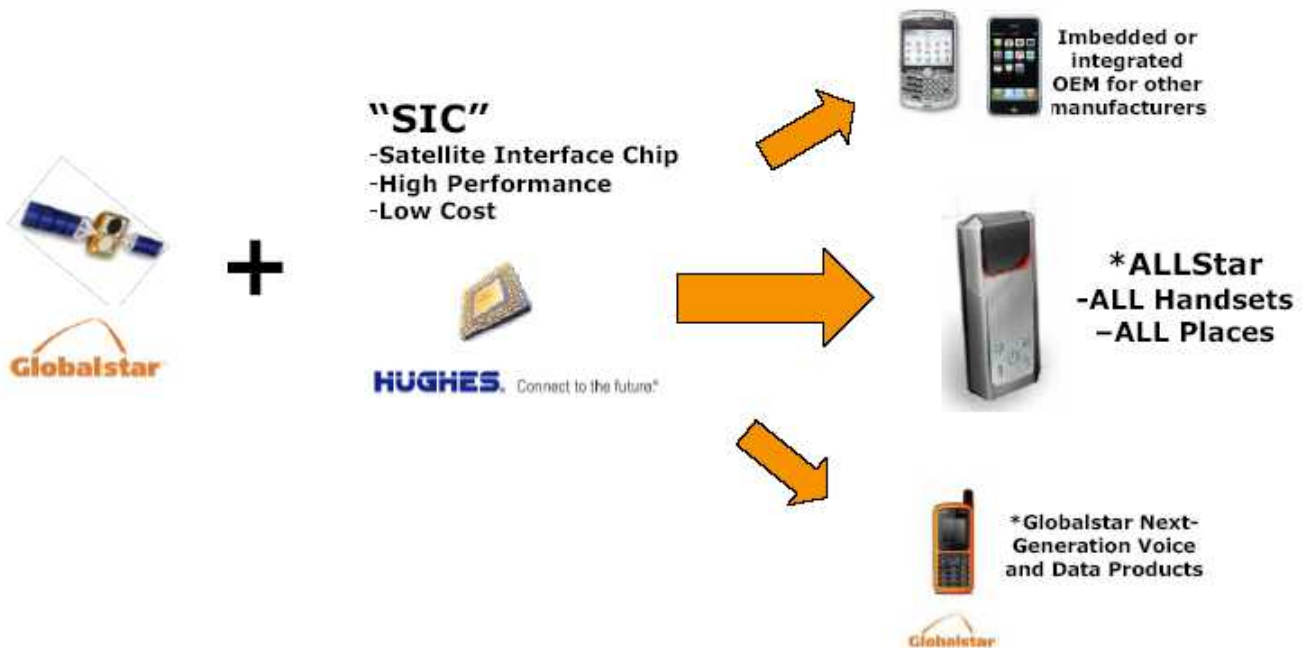 Globalstar
+
“SIC”
-Satellite Interface Chip
-High Performance
-Low Cost
HUGHES. Connect to the future.®
Imbedded or
integrated
OEM for other
manufacturers
*ALLStar
-ALL Handsets
–ALL Places
*Globalstar Next-
Generation Voice
and Data Products
Globalstar